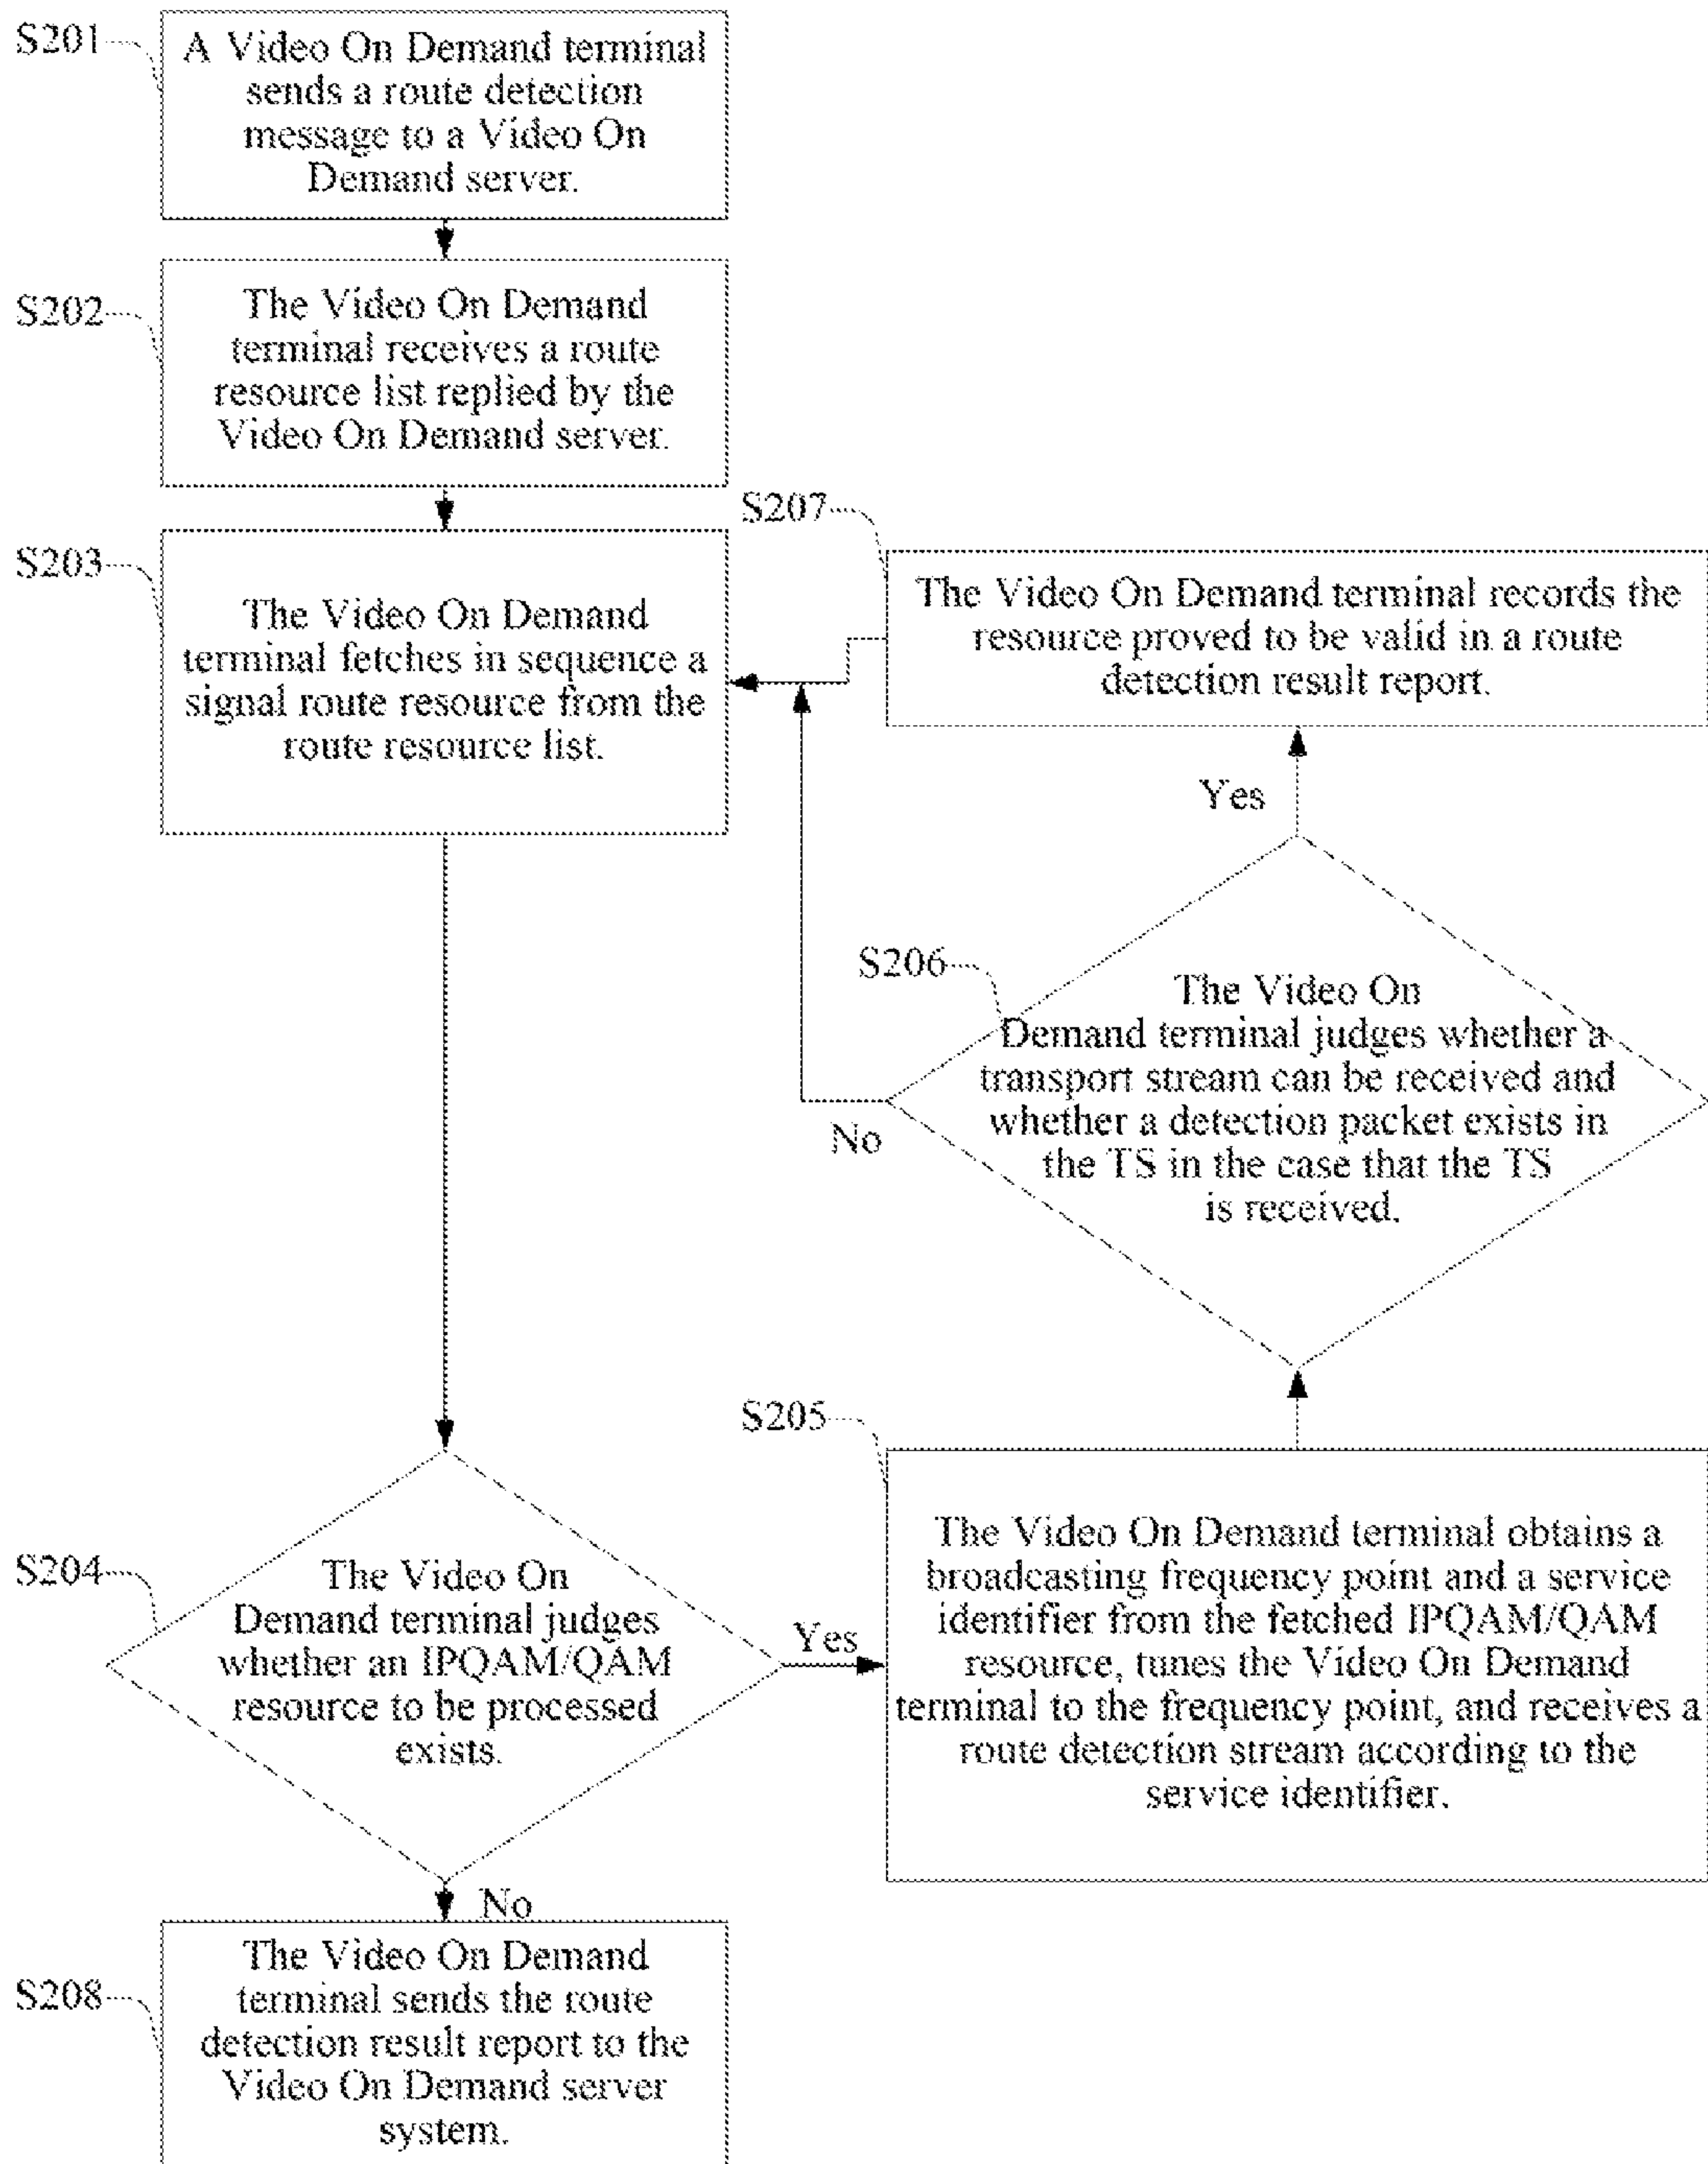 S201
A Video On Demand terminal
sends a route detection
message to a Video On
Demand server.
S202
The Video On Demand
terminal receives a route
resource list replied by the
Video On Demand server.
S203
The Video On Demand
terminal fetches in sequence a
signal route resource from the
route resource list.
S207
The Video On Demand terminal records the
resource proved to be valid in a route
detection result report.
Yes
S206
The Video On
Demand terminal judges whether a
transport stream can be received and
whether a detection packet exists in
the TS in the case that the TS
is received.
No
S205
The Video On Demand terminal obtains a
broadcasting frequency point and a service
identifier from the fetched IPQAM/QAM
resource, tunes the Video On Demand
terminal to the frequency point, and receives a
route detection stream according to the
service identifier.
S204
The Video On
Demand terminal judges
whether an IPQAM/QAM
resource to be processed
exists.
Yes
No
S208
The Video On Demand
terminal sends the route
detection result report to the
Video On Demand server
system.